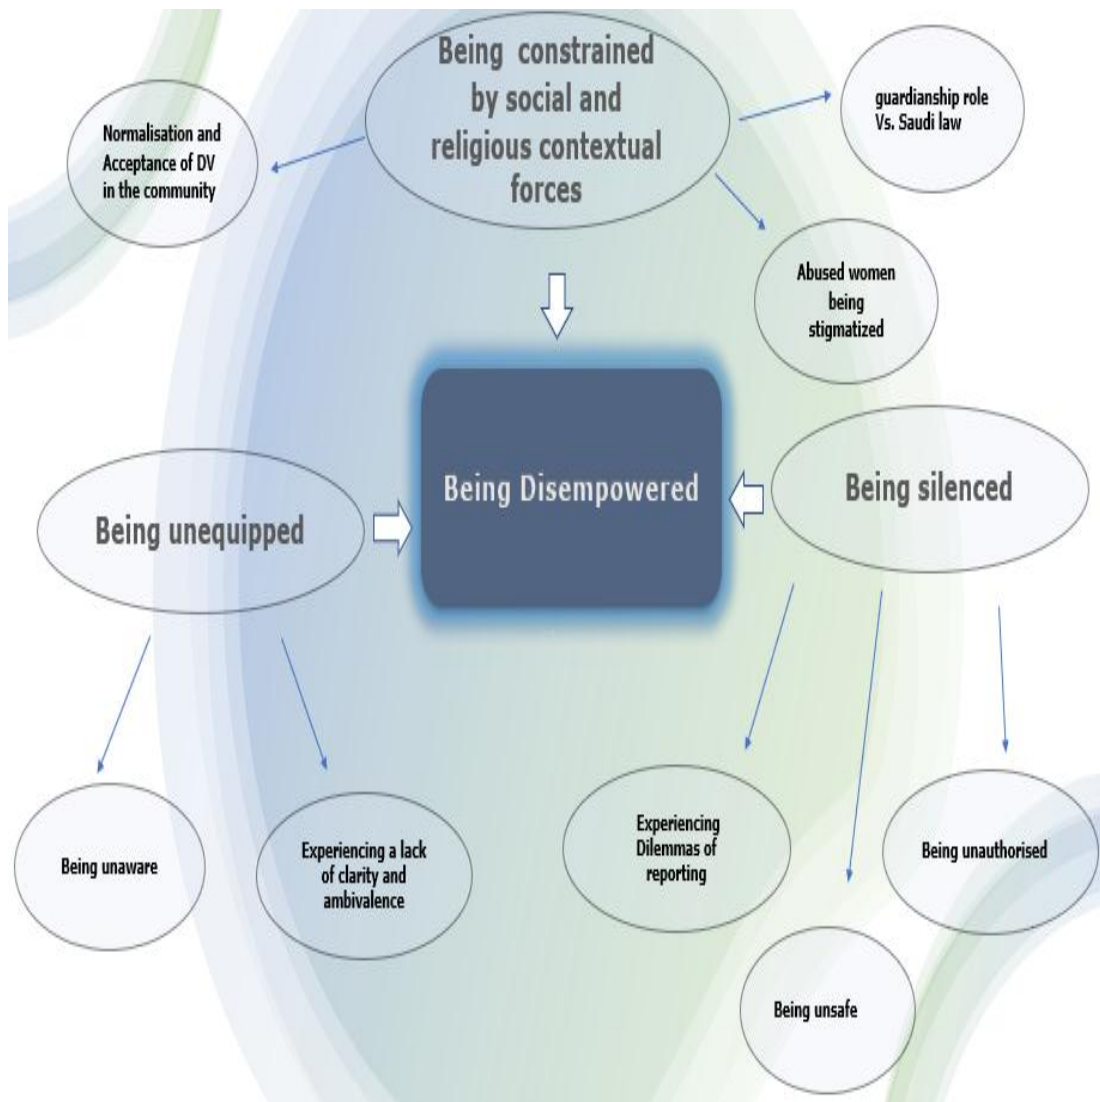 Being constrained
by social and
religious contextual
forces
guardianship role
Vs. Saudi law
Normalisation and
Acceptance of DV
in the community
Abused women
being
stigmatized
Being Disempowered
Being silenced
Being unequipped
Experiencing
Dilemmas of
reporting
Being unauthorised
Being unaware
Experiencing a lack
of clarity and
ambivalence
Being unsafe